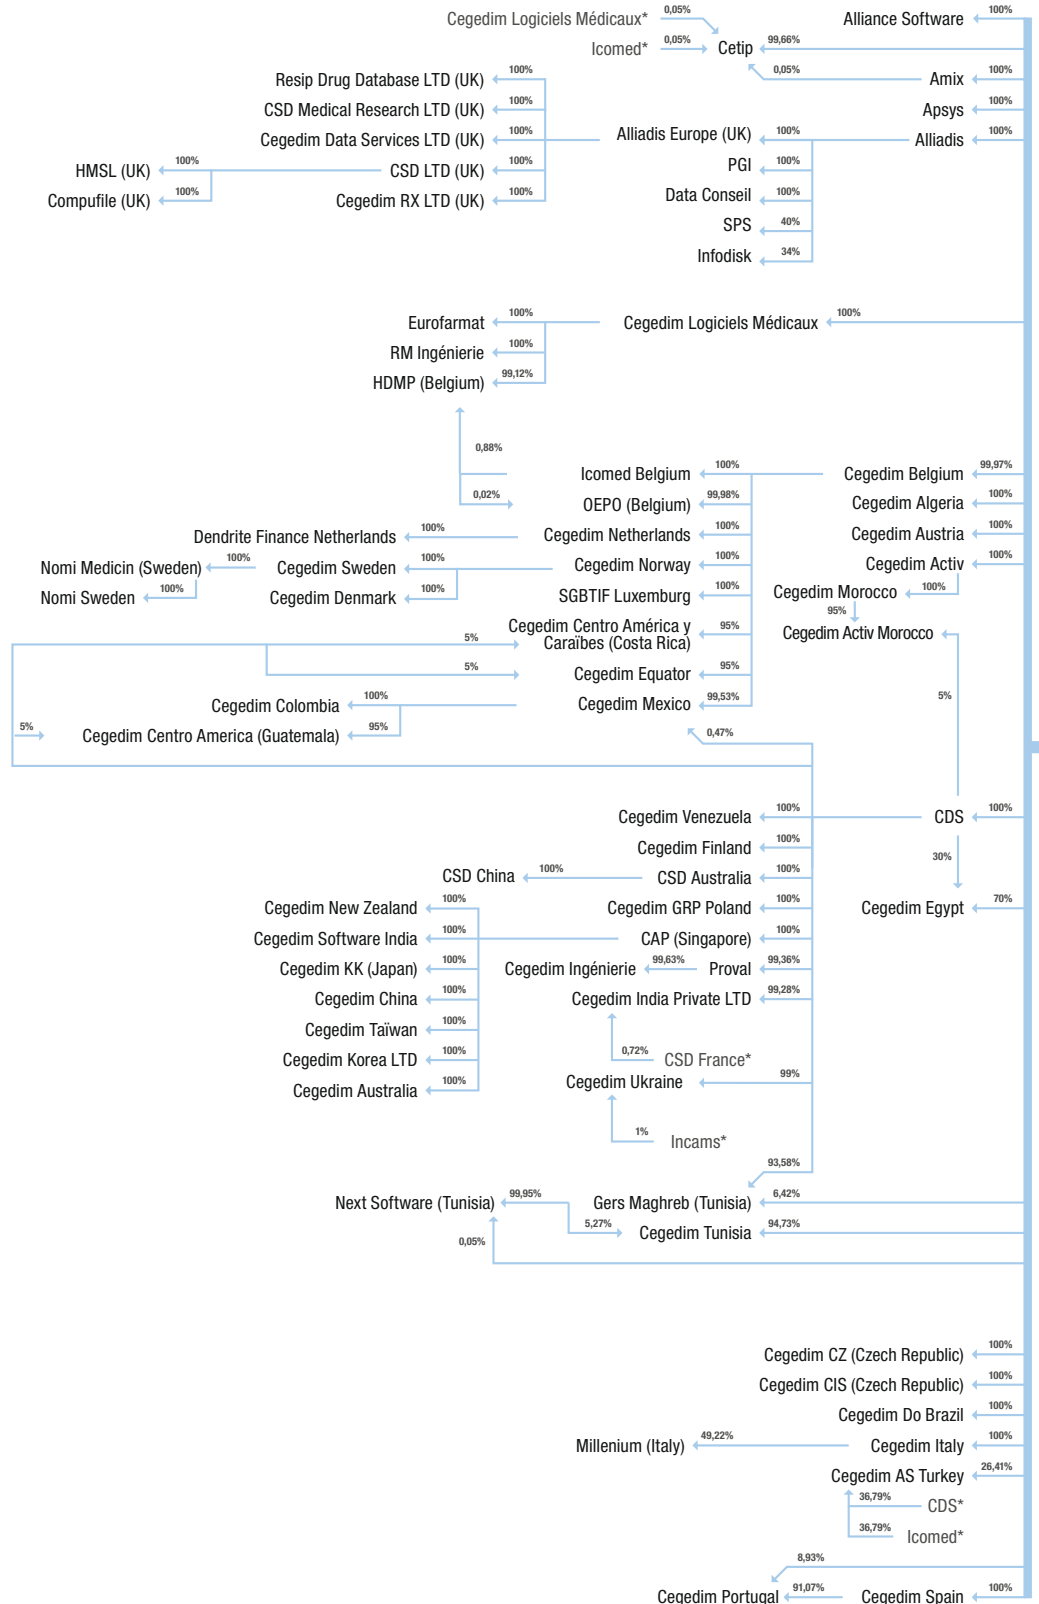 Cegedim Logiciels Médicaux* 0,05% Alliance Software 100%
Icomed* 0,05% Cetip 99,66%
Resip Drug Database LTD (UK) 100% 0,05% Amix 100%
CSD Medical Research LTD (UK) 100% Apsys 100%
Cegedim Data Services LTD (UK) 100% Alliadis Europe (UK) 100% Alliadis 100%
HMSL (UK) 100% CSD LTD (UK) 100% PGI 100%
Compufile (UK) 100% Cegedim RX LTD (UK) 100% Data Conseil 100%
SPS 40%
Infodisk 34%
Eurofarmat 100% Cegedim Logiciels Médicaux 100%
RM Ingénierie 100%
HDMP (Belgium) 99,12%
0,88%
Icomed Belgium 100% Cegedim Belgium 99,97%
0,02% OEPO (Belgium) 99,98% Cegedim Algeria 100%
Dendrite Finance Netherlands 100% Cegedim Netherlands 100% Cegedim Austria 100%
Nomi Medicin (Sweden) 100% Cegedim Sweden 100% Cegedim Norway 100% Cegedim Activ 100%
Nomi Sweden 100% Cegedim Denmark 100% SGBTIF Luxemburg 100% Cegedim Morocco 100%
95%
5% Cegedim Centro América y
Caraïbes (Costa Rica) 95% Cegedim Activ Morocco
5% Cegedim Equator 95%
Cegedim Colombia 100% Cegedim Mexico 99,53% 5%
5% Cegedim Centro America (Guatemala) 95% 0,47%
Cegedim Venezuela 100% CDS 100%
Cegedim Finland 100% 30%
CSD China 100% CSD Australia 100%
Cegedim New Zealand 100% Cegedim GRP Poland 100% Cegedim Egypt 70%
Cegedim Software India 100% CAP (Singapore) 100%
Cegedim KK (Japan) 100% Cegedim Ingénierie 99,63% Proval 99,36%
Cegedim China 100% Cegedim India Private LTD 99,28%
Cegedim Taïwan 100%
Cegedim Korea LTD 100% 0,72% CSD France*
Cegedim Australia 100% Cegedim Ukraine 99%
1% Incams*
93,58%
Next Software (Tunisia) 99,95% Gers Maghreb (Tunisia) 6,42%
0,05% 5,27% Cegedim Tunisia 94,73%
Cegedim CZ (Czech Republic) 100%
Cegedim CIS (Czech Republic) 100%
Cegedim Do Brazil 100%
Millenium (Italy) 49,22% Cegedim Italy 100%
Cegedim AS Turkey 26,41%
36,79% CDS*
36,79% Icomed*
8,93%
Cegedim Portugal 91,07% Cegedim Spain 100%